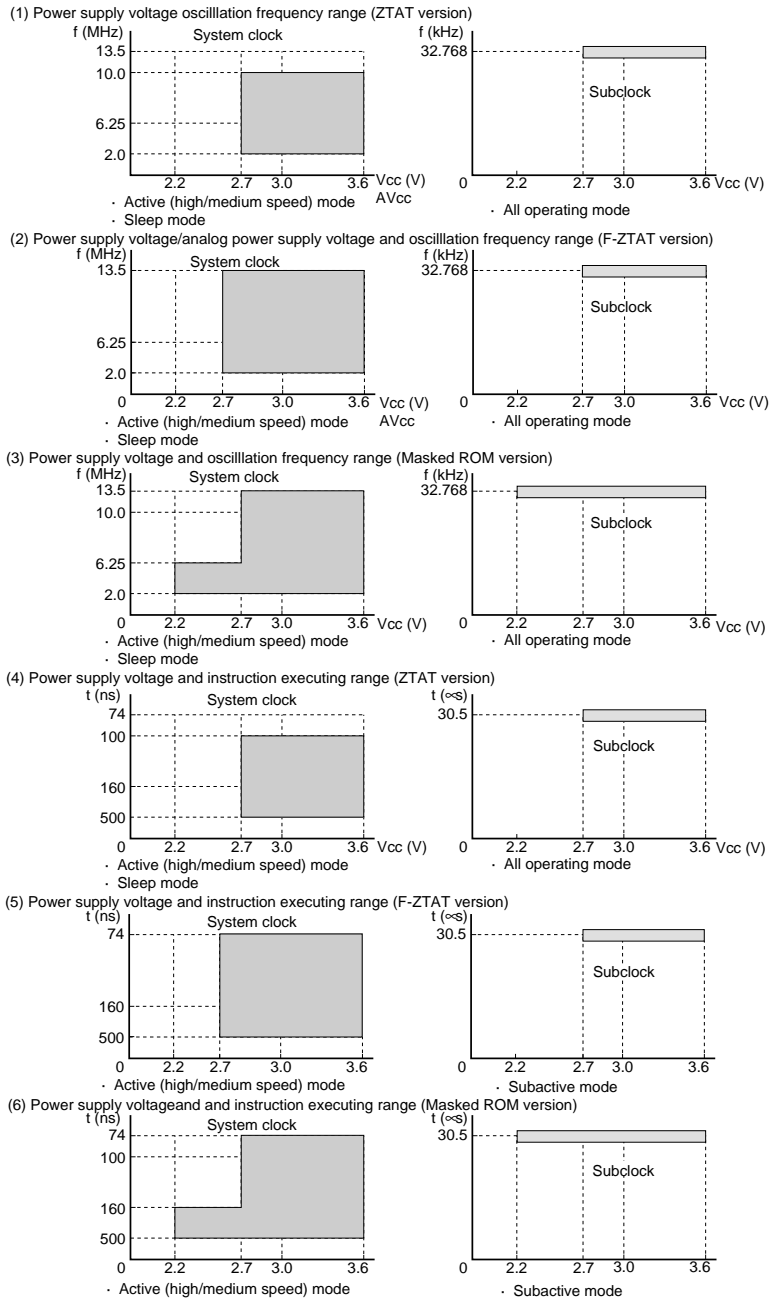 (1) Power supply voltage oscilllation frequency range (ZTAT version)
f (MHz) System clock
13.5
10.0
6.25
2.0
0 2.2 2.7 3.0 3.6 Vcc (V)
AVcc
· Active (high/medium speed) mode
· Sleep mode
f (kHz)
32.768
Subclock
0 2.2 2.7 3.0 3.6 Vcc (V)
· All operating mode
(2) Power supply voltage/analog power supply voltage and oscilllation frequency range (F-ZTAT version)
f (MHz) System clock
13.5
6.25
2.0
0 2.2 2.7 3.0 3.6 Vcc (V)
AVcc
· Active (high/medium speed) mode
· Sleep mode
f (kHz)
32.768
Subclock
0 2.2 2.7 3.0 3.6 Vcc (V)
· All operating mode
(3) Power supply voltage and oscilllation frequency range (Masked ROM version)
f (MHz) System clock
13.5
10.0
6.25
2.0
0 2.2 2.7 3.0 3.6 Vcc (V)
· Active (high/medium speed) mode
· Sleep mode
f (kHz)
32.768
Subclock
0 2.2 2.7 3.0 3.6 Vcc (V)
· All operating mode
(4) Power supply voltage and instruction executing range (ZTAT version)
t (ns) System clock
74
100
160
500
0 2.2 2.7 3.0 3.6 Vcc (V)
· Active (high/medium speed) mode
· Sleep mode
t (∝s)
30.5
Subclock
0 2.2 2.7 3.0 3.6 Vcc (V)
· All operating mode
(5) Power supply voltage and instruction executing range (F-ZTAT version)
t (ns) System clock
74
160
500
0 2.2 2.7 3.0 3.6
· Active (high/medium speed) mode
t (∝s)
30.5
Subclock
0 2.2 2.7 3.0 3.6
· Subactive mode
(6) Power supply voltageand and instruction executing range (Masked ROM version)
t (ns) System clock
74
100
160
500
0 2.2 2.7 3.0 3.6
· Active (high/medium speed) mode
t (∝s)
30.5
Subclock
0 2.2 2.7 3.0 3.6
· Subactive mode